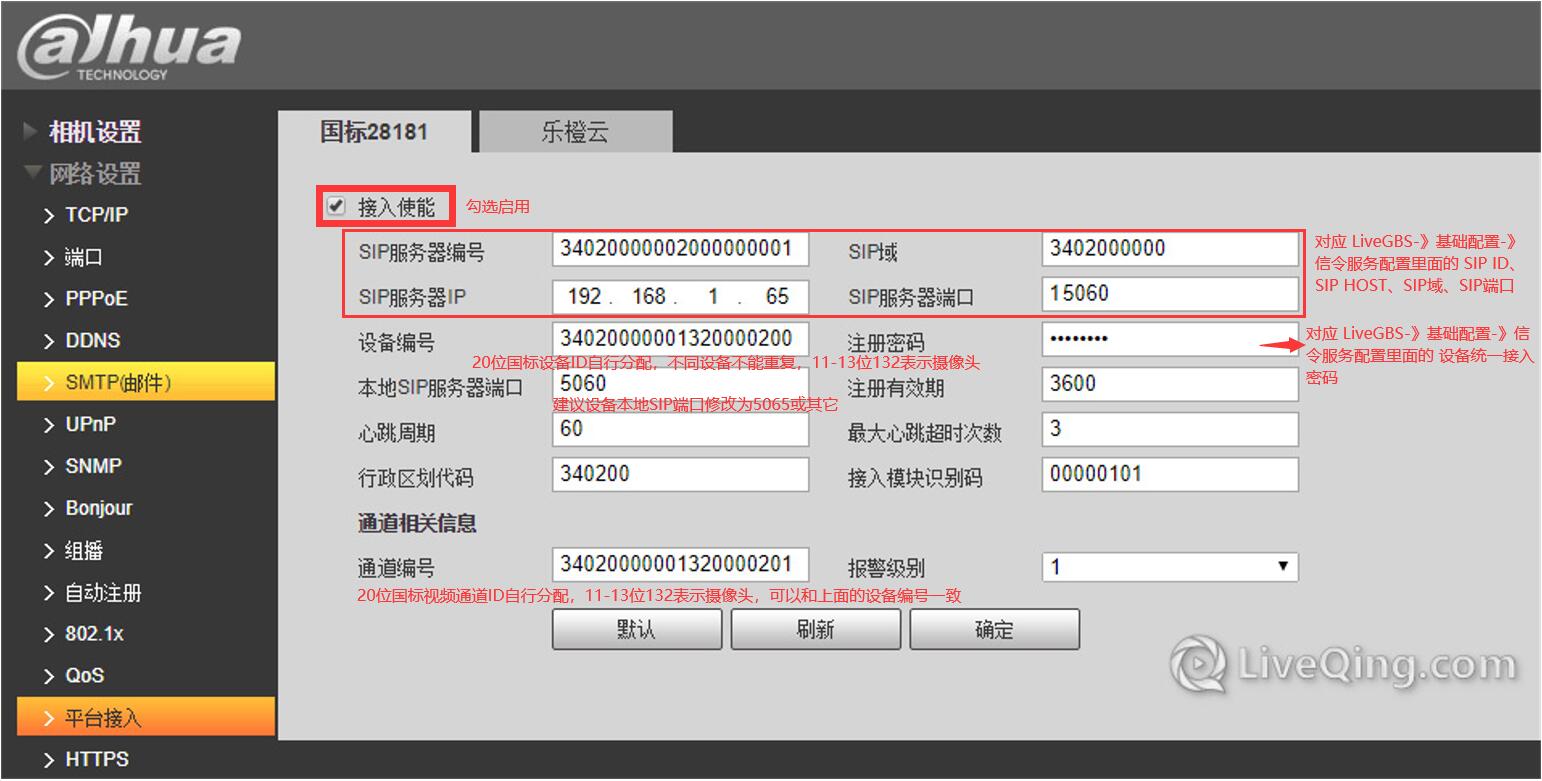 alhua
TECHNOLOGY
相机设置
网络设置
TCP/IP
端口
PPPoE
DDNS
SMTP(邮件)
UPnP
SNMP
Bonjour
组播
自动注册
802.1x
QoS
平台接入
HTTPS
国标28181 乐橙云
接入使能 勾选启用
SIP服务器编号 34020000002000000001 SIP域 3402000000
SIP服务器IP 192 . 168 . 1 . 65 SIP服务器端口 15060
对应 LiveGBS-》基础配置-》
信令服务配置里面的 SIP ID、
SIP HOST、SIP域、SIP端口
设备编号 34020000001320000200 注册密码 ••••••••
对应 LiveGBS-》基础配置-》信
令服务配置里面的 设备统一接入
密码
20位国标设备ID自行分配，不同设备不能重复，11-13位132表示摄像头
本地SIP服务器端口 5060 注册有效期 3600
建议设备本地SIP端口修改为5065或其它
心跳周期 60 最大心跳超时次数 3
行政区划代码 340200 接入模块识别码 00000101
通道相关信息
通道编号 34020000001320000201 报警级别 1
20位国标视频通道ID自行分配，11-13位132表示摄像头，可以和上面的设备编号一致
默认 刷新 确定
LiveQing.com